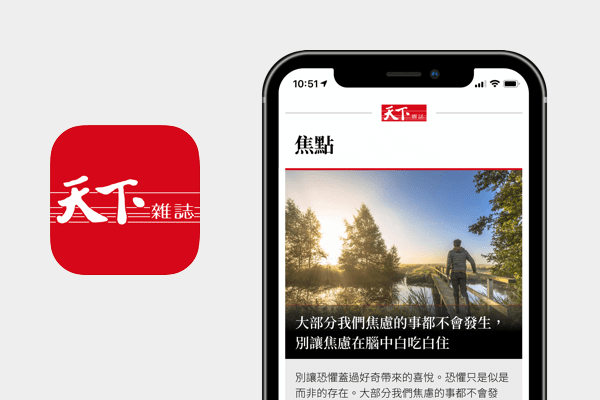 天下雜誌
10:51
天下雜誌
焦點
大部分我們焦慮的事都不會發生，
別讓焦慮在腦中白吃白住
別讓恐懼蓋過好奇帶來的喜悅。恐懼只是似是
而非的存在。大部分我們焦慮的事都不會發